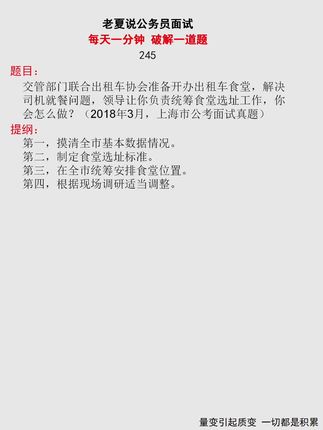 老夏说公务员面试
每天一分钟 破解一道题
245
题目：
交管部门联合出租车协会准备开办出租车食堂，解决
司机就餐问题，领导让你负责统筹食堂选址工作，你
会怎么做？（2018年3月，上海市公考面试真题）
提纲：
第一，摸清全市基本数据情况。
第二，制定食堂选址标准。
第三，在全市统筹安排食堂位置。
第四，根据现场调研适当调整。
量变引起质变 一切都是积累